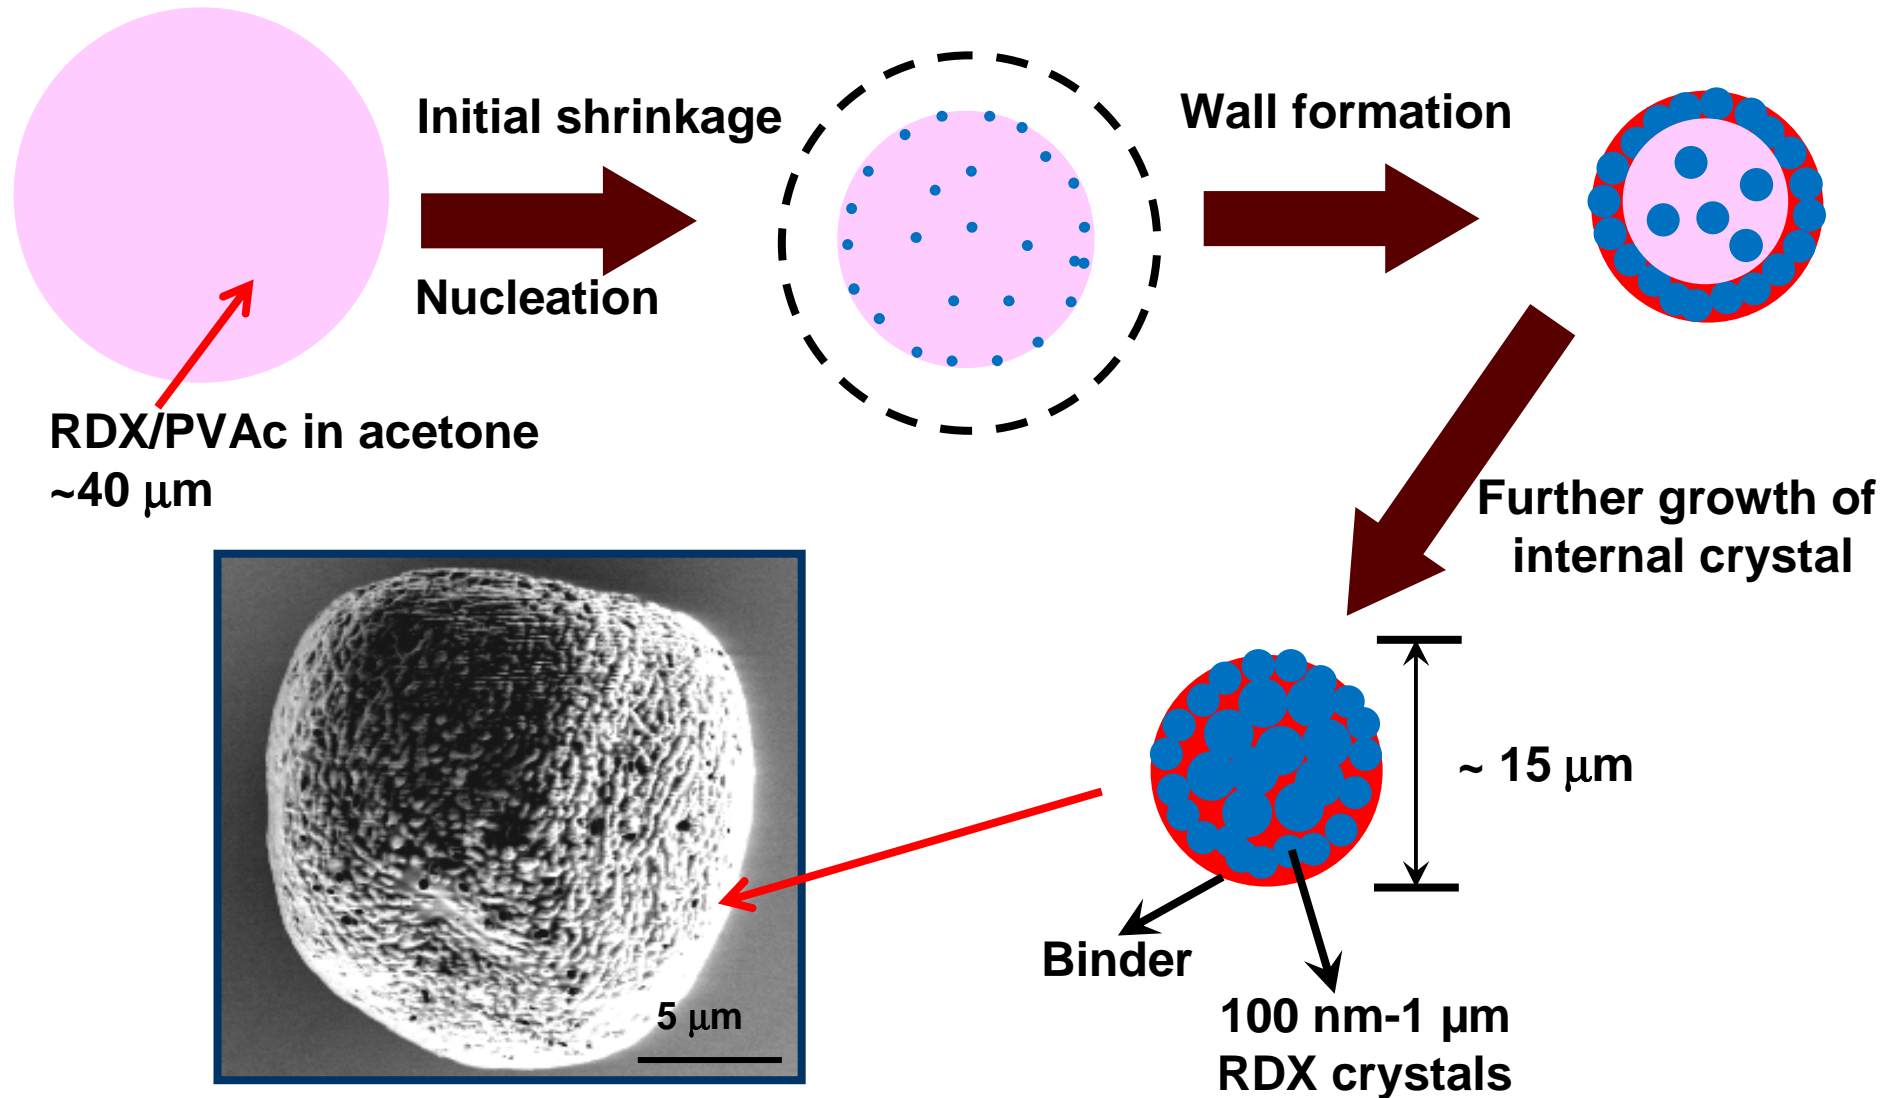 Initial shrinkage
Nucleation
Wall formation
RDX/PVAc in acetone
~40 μm
Further growth of
internal crystal
~ 15 μm
Binder
100 nm-1 µm
RDX crystals
5 μm